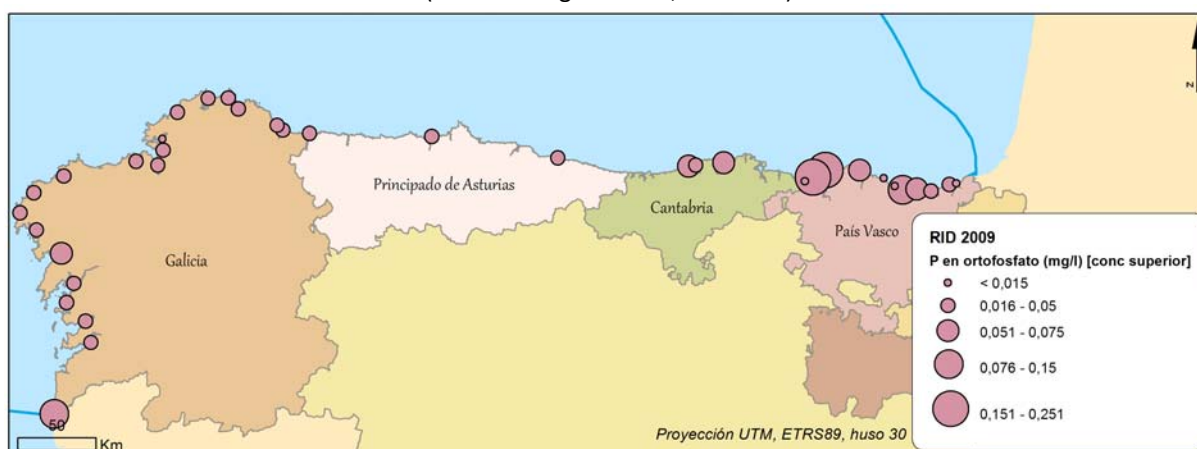 Z
Principado de Asturias
Cantabria
País Vasco
Galicia
RID 2009
P en ortofosfato (mg/l) [conc superior]
< 0,015
0,016 - 0,05
0,051 - 0,075
0,076 - 0,15
0,151 - 0,251
50
Km
Proyección UTM, ETRS89, huso 30